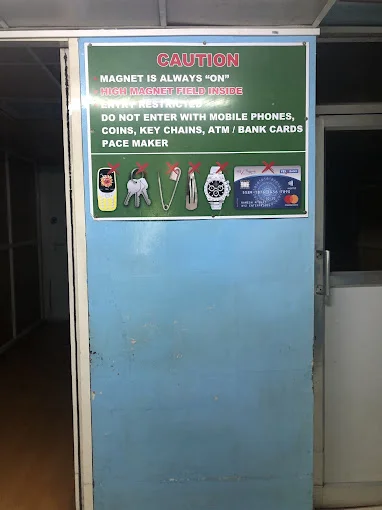 CAUTION
MAGNET IS ALWAYS "ON"
HIGH MAGNET FIELD INSIDE
ENTRY RESTRICTED
DO NOT ENTER WITH MOBILE PHONES,
COINS, KEY CHAINS, ATM / BANK CARDS
PACE MAKER